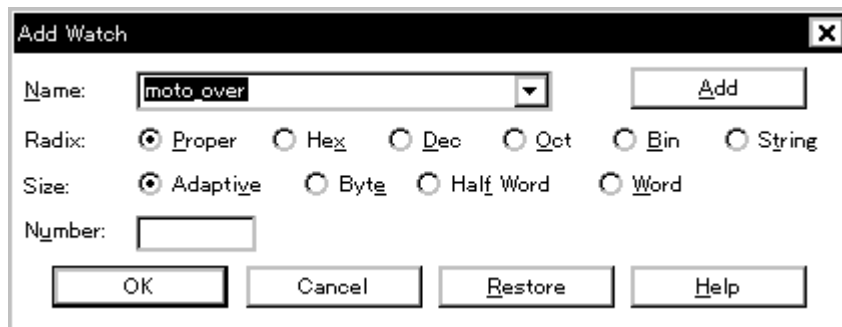 Add Watch
Name: moto_over Add
Radix: Proper Hex Dec Oct Bin String
Size: Adaptive Byte Half Word Word
Number:
OK Cancel Restore Help